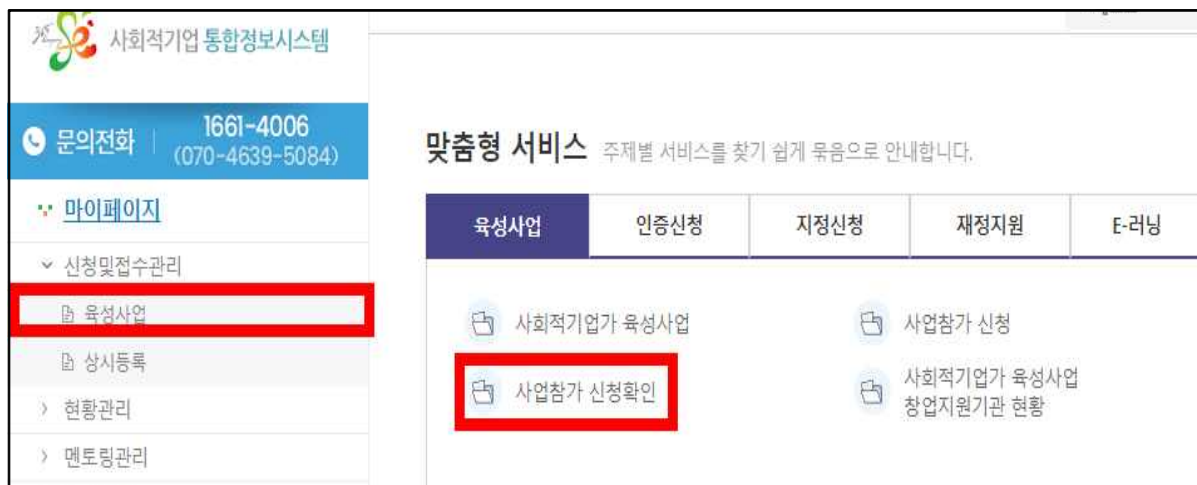 사회적기업 통합정보시스템
문의전화 1661-4006
(070-4639-5084)
마이페이지
신청및접수관리
육성사업
상시등록
현황관리
멘토링관리
맞춤형 서비스 주제별 서비스를 찾기 쉽게 묶음으로 안내합니다.
육성사업 인증신청 지정신청 재정지원 E-러닝
사회적기업가 육성사업 사업참가 신청
사업참가 신청확인 사회적기업가 육성사업
창업지원기관 현황